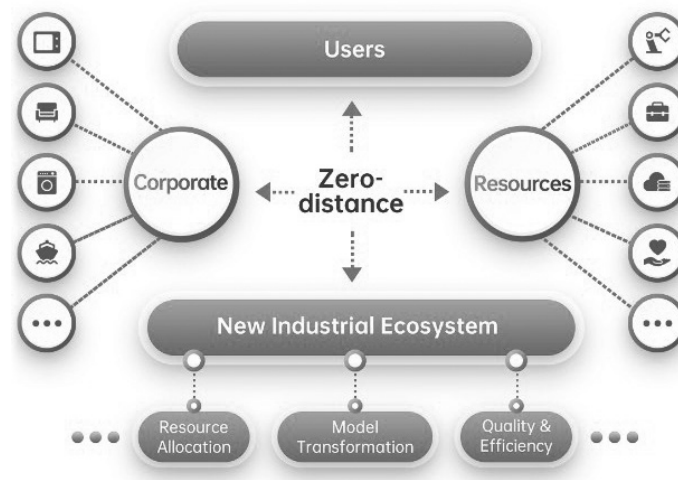 Users
Corporate
Zero-
distance
Resources
New Industrial Ecosystem
Resource
Allocation
Model
Transformation
Quality &
Efficiency